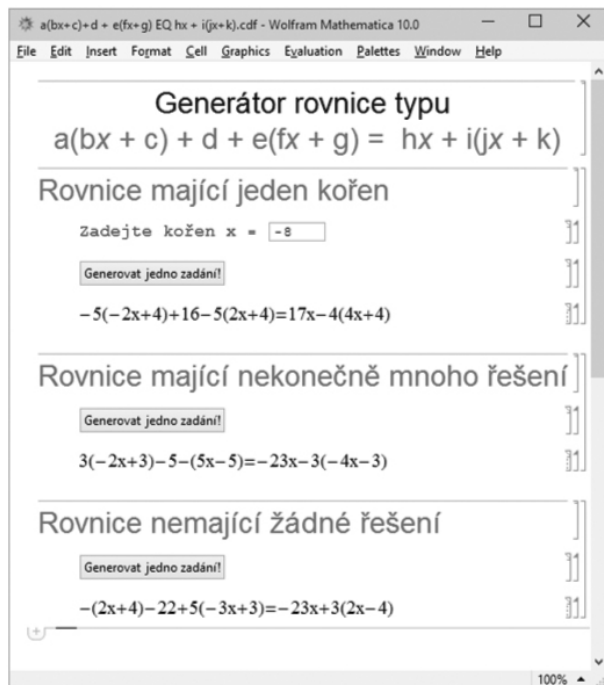 a(bx+c)+d + e(fx+g) EQ hx + i(jx+k).cdf - Wolfram Mathematica 10.0
File Edit Insert Format Cell Graphics Evaluation Palettes Window Help
Generátor rovnice typu
a(bx + c) + d + e(fx + g) = hx + i(jx + k)
Rovnice mající jeden kořen
Zadejte kořen x = -8
Generovat jedno zadání!
−5(−2x+4)+16−5(2x+4)=17x−4(4x+4)
Rovnice mající nekonečně mnoho řešení
Generovat jedno zadání!
3(−2x+3)−5−(5x−5)=−23x−3(−4x−3)
Rovnice nemající žádné řešení
Generovat jedno zadání!
−(2x+4)−22+5(−3x+3)=−23x+3(2x−4)
100%